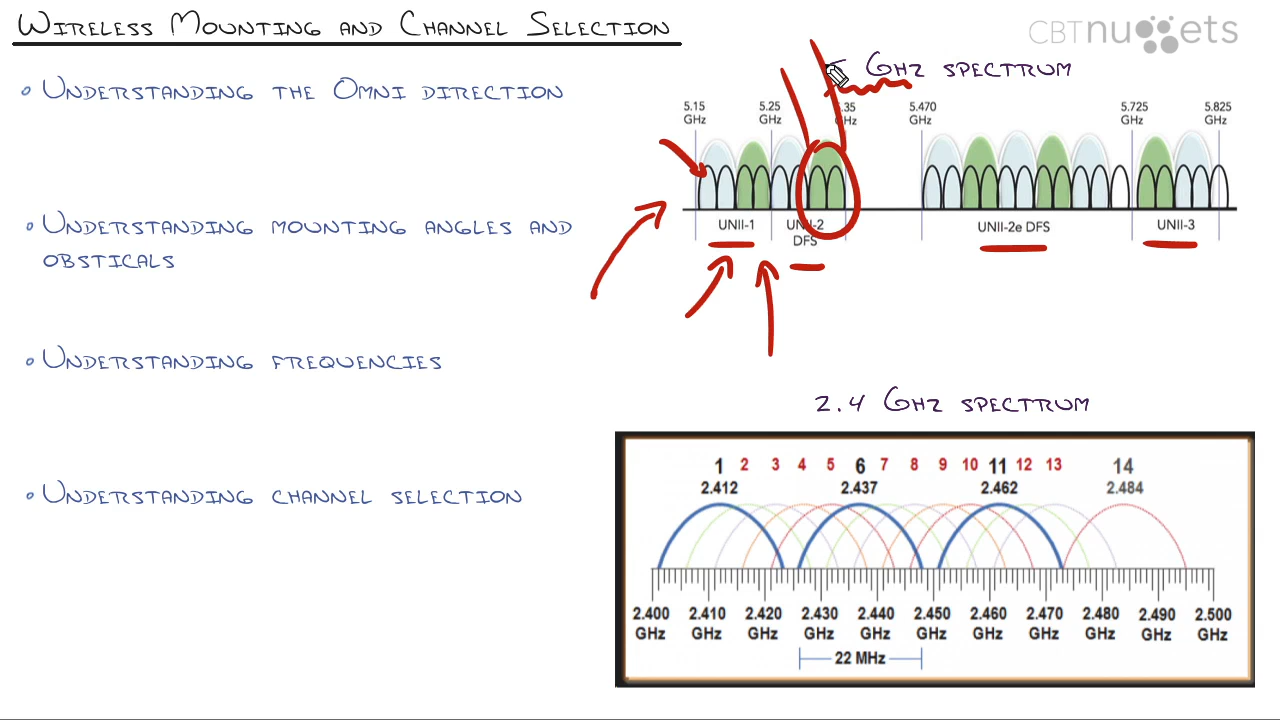 Wireless Mounting and Channel Selection
CBTnuggets
• Understanding the Omni direction
• Understanding mounting angles and
obsticals
• Understanding frequencies
• Understanding channel selection
GHz spectrum
5.15 GHz 5.25 GHz .35 GHz 5.470 GHz 5.725 GHz 5.825 GHz
UNII-1 UNII-2 DFS UNII-2e DFS UNII-3
2.4 GHz spectrum
1 2 3 4 5 6 7 8 9 10 11 12 13 14
2.412 2.437 2.462 2.484
2.400 2.410 2.420 2.430 2.440 2.450 2.460 2.470 2.480 2.490 2.500
GHz GHz GHz GHz GHz GHz GHz GHz GHz GHz GHz
22 MHz